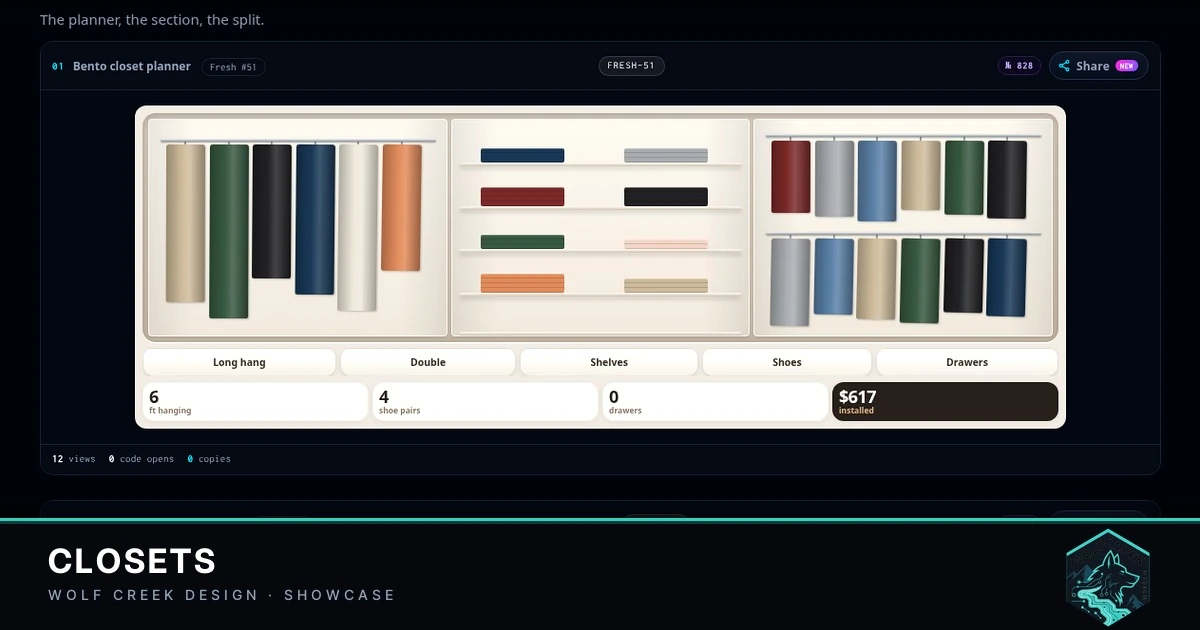 The planner, the section, the split.
01 Bento closet planner Fresh #51 FRESH-51 № 828 Share NEW
Long hang Double Shelves Shoes Drawers
6 4 0 $617
ft hanging shoe pairs drawers installed
12 views 0 code opens 0 copies
CLOSETS
WOLF CREEK DESIGN · SHOWCASE